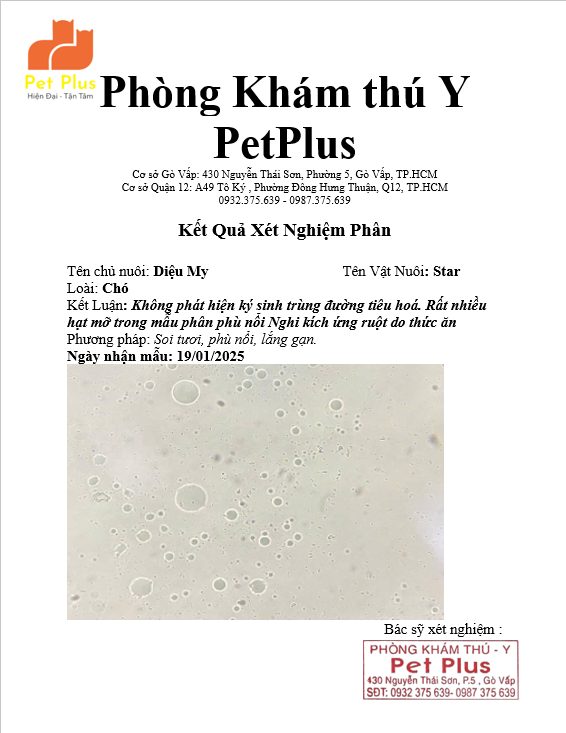 Pet Plus
Hiện Đại - Tận Tâm
Phòng Khám thú Y
PetPlus
Cơ sở Gò Vấp: 430 Nguyễn Thái Sơn, Phường 5, Gò Vấp, TP.HCM
Cơ sở Quận 12: A49 Tô Ký , Phường Đông Hưng Thuận, Q12, TP.HCM
0932.375.639 - 0987.375.639
Kết Quả Xét Nghiệm Phân
Tên chủ nuôi: Diệu My Tên Vật Nuôi: Star
Loài: Chó
Kết Luận: Không phát hiện ký sinh trùng đường tiêu hoá. Rất nhiều
hạt mỡ trong mẫu phân phù nổi Nghi kích ứng ruột do thức ăn
Phương pháp: Soi tươi, phù nổi, lắng gạn.
Ngày nhận mẫu: 19/01/2025
Bác sỹ xét nghiệm :
PHÒNG KHÁM THÚ - Y
Pet Plus
430 Nguyễn Thái Sơn, P.5 , Gò Vấp
SĐT: 0932 375 639- 0987 375 639